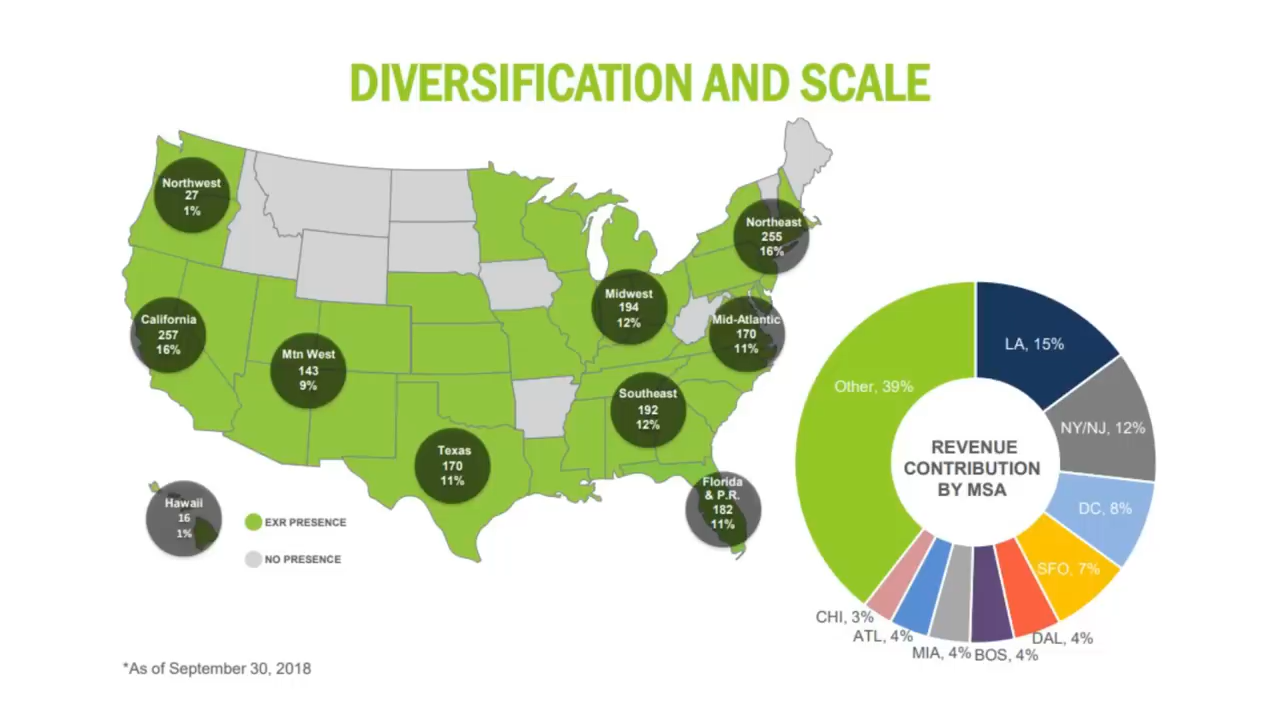 DIVERSIFICATION AND SCALE
Northwest
27
1%
Northeast
255
16%
Midwest
194
12%
California
257
16%
Mid-Atlantic
170
11%
Mtn West
143
9%
Southeast
192
12%
Texas
170
11%
Florida
& P.R.
182
11%
Hawaii
16
1%
EXR PRESENCE
NO PRESENCE
LA, 15%
Other, 39%
NY/NJ, 12%
REVENUE
CONTRIBUTION
BY MSA
DC, 8%
SFO, 7%
CHI, 3%
ATL, 4%
MIA, 4%
BOS, 4%
DAL, 4%
*As of September 30, 2018